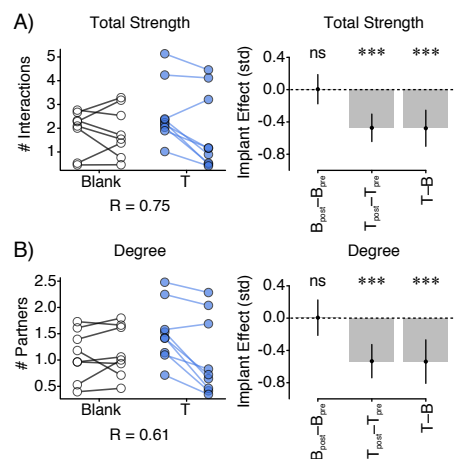 A)
Total Strength
# Interactions
5
4
3
2
1
Blank
T
R = 0.75
Total Strength
Implant Effect (std)
0.4
0.0
-0.4
-0.8
ns
***
***
Bpost–Bpre
Tpost–Tpre
T–B
B)
Degree
# Partners
2.5
2.0
1.5
1.0
0.5
Blank
T
R = 0.61
Degree
Implant Effect (std)
0.4
0.0
-0.4
-0.8
ns
***
***
Bpost–Bpre
Tpost–Tpre
T–B